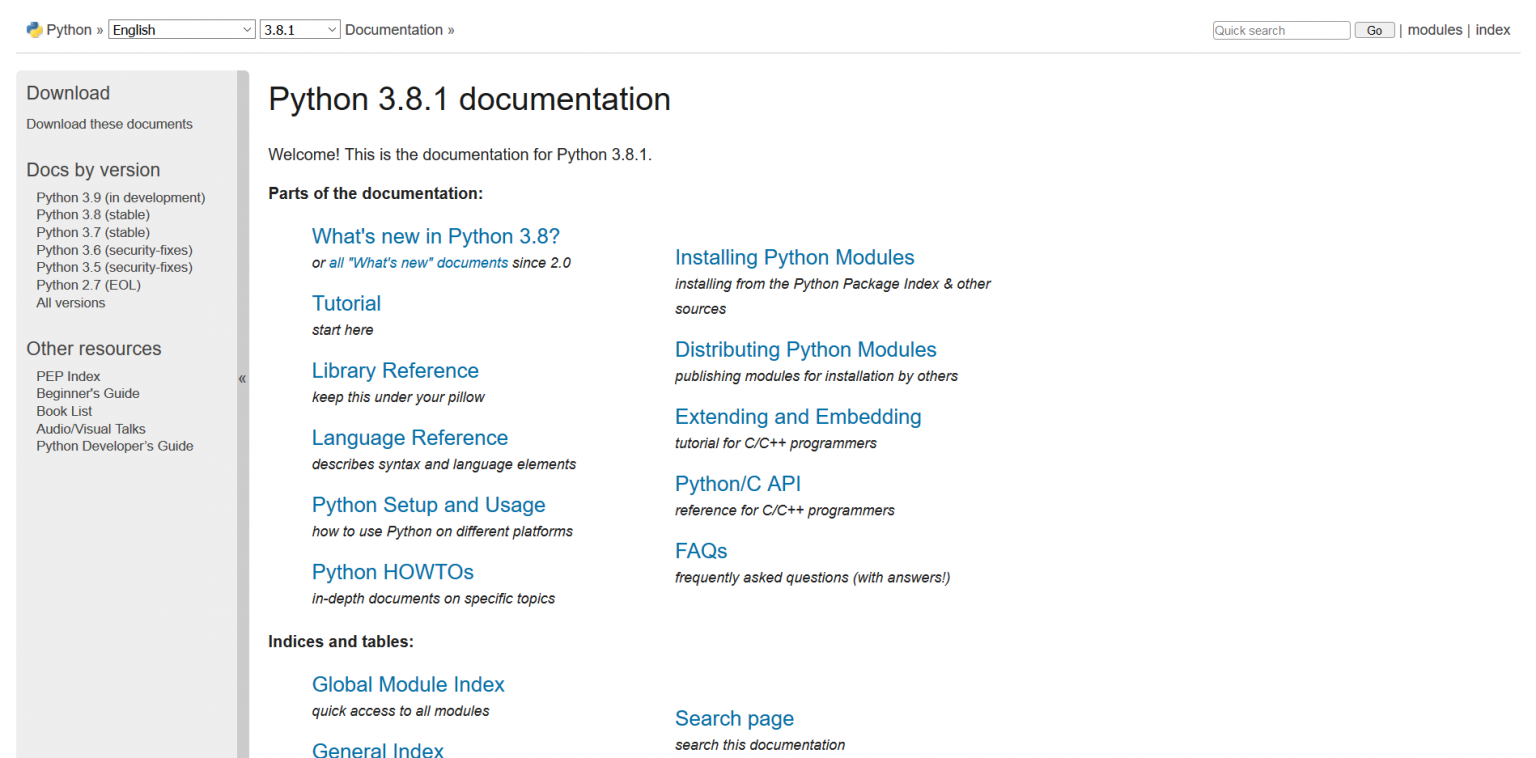 Python » English 3.8.1 Documentation »
Quick search Go | modules | index
Download
Download these documents
Docs by version
Python 3.9 (in development)
Python 3.8 (stable)
Python 3.7 (stable)
Python 3.6 (security-fixes)
Python 3.5 (security-fixes)
Python 2.7 (EOL)
All versions
Other resources
PEP Index
Beginner's Guide
Book List
Audio/Visual Talks
Python Developer’s Guide
«
Python 3.8.1 documentation
Welcome! This is the documentation for Python 3.8.1.
Parts of the documentation:
What's new in Python 3.8?
or all "What's new" documents since 2.0
Tutorial
start here
Library Reference
keep this under your pillow
Language Reference
describes syntax and language elements
Python Setup and Usage
how to use Python on different platforms
Python HOWTOs
in-depth documents on specific topics
Installing Python Modules
installing from the Python Package Index & other
sources
Distributing Python Modules
publishing modules for installation by others
Extending and Embedding
tutorial for C/C++ programmers
Python/C API
reference for C/C++ programmers
FAQs
frequently asked questions (with answers!)
Indices and tables:
Global Module Index
quick access to all modules
General Index
Search page
search this documentation